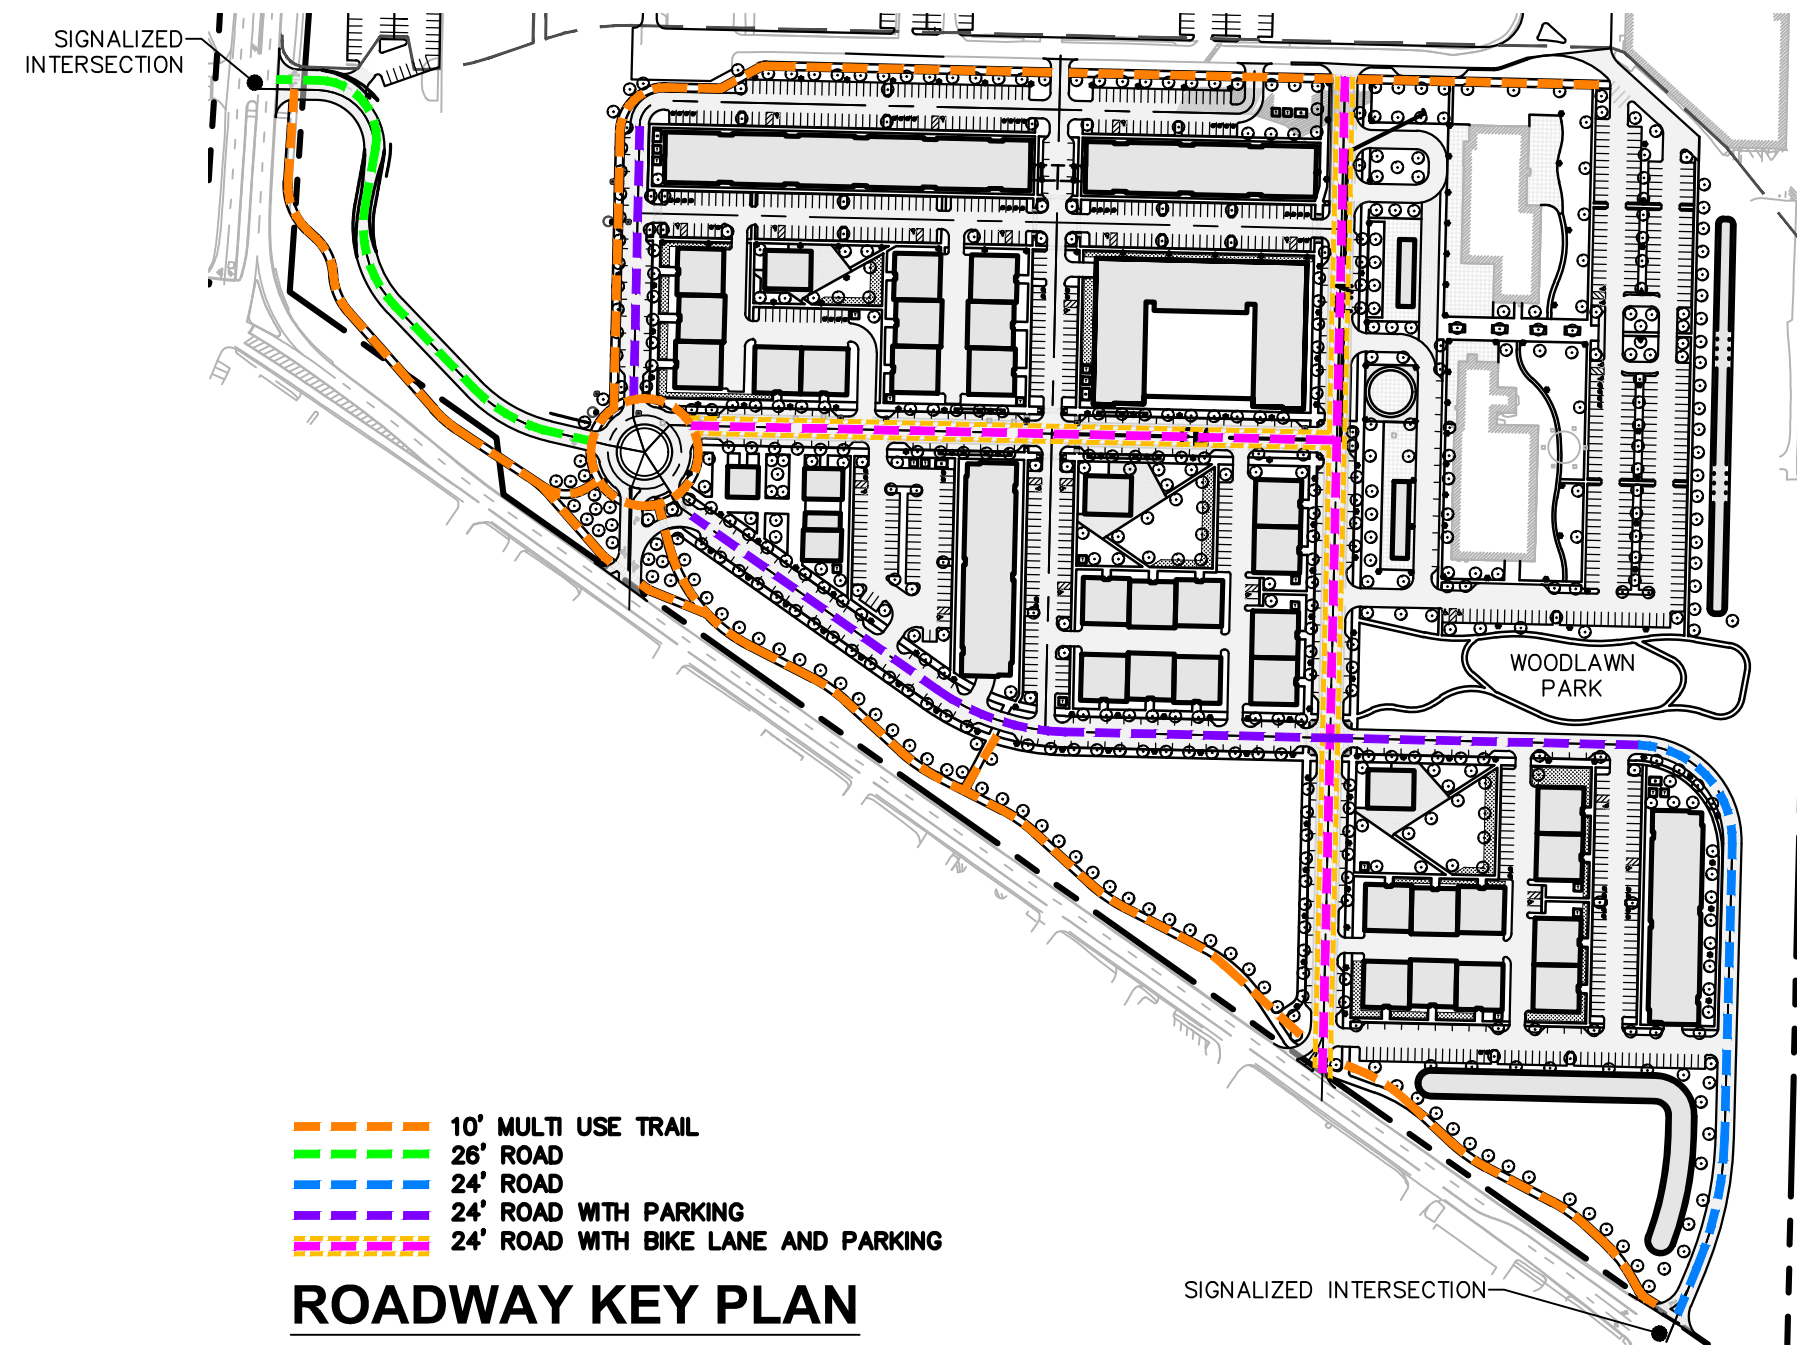 SIGNALIZED
INTERSECTION
WOODLAWN
PARK
10' MULTI USE TRAIL
26' ROAD
24' ROAD
24' ROAD WITH PARKING
24' ROAD WITH BIKE LANE AND PARKING
ROADWAY KEY PLAN
SIGNALIZED INTERSECTION